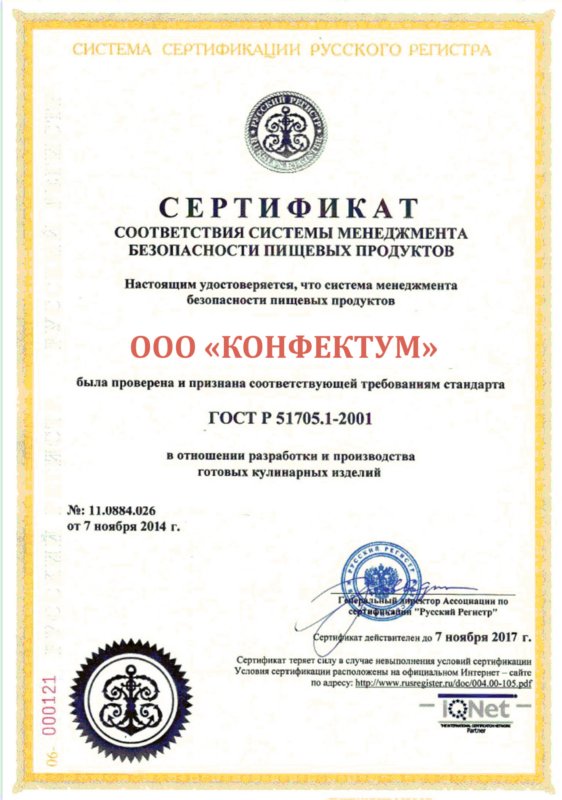 СИСТЕМА СЕРТИФИКАЦИИ РУССКОГО РЕГИСТРА
РУССКИЙ РЕГИСТР
СЕРТИФИКАТ
СООТВЕТСТВИЯ СИСТЕМЫ МЕНЕДЖМЕНТА
БЕЗОПАСНОСТИ ПИЩЕВЫХ ПРОДУКТОВ
Настоящим удостоверяется, что система менеджмента
безопасности пищевых продуктов
ООО «КОНФЕКТУМ»
была проверена и признана соответствующей требованиям стандарта
ГОСТ Р 51705.1-2001
в отношении разработки и производства
готовых кулинарных изделий
№: 11.0884.026
от 7 ноября 2014 г.
РУССКИЙ РЕГИСТР
Генеральный директор Ассоциации по
сертификации "Русский Регистр"
Сертификат действителен до 7 ноября 2017 г.
Сертификат теряет силу в случае невыполнения условий сертификации
Условия сертификации расположены на официальном Интернет – сайте
по адресу: http://www.rusregister.ru/doc/004.00-105.pdf
06- 000121
IQNet
THE INTERNATIONAL CERTIFICATION NETWORK
Partner